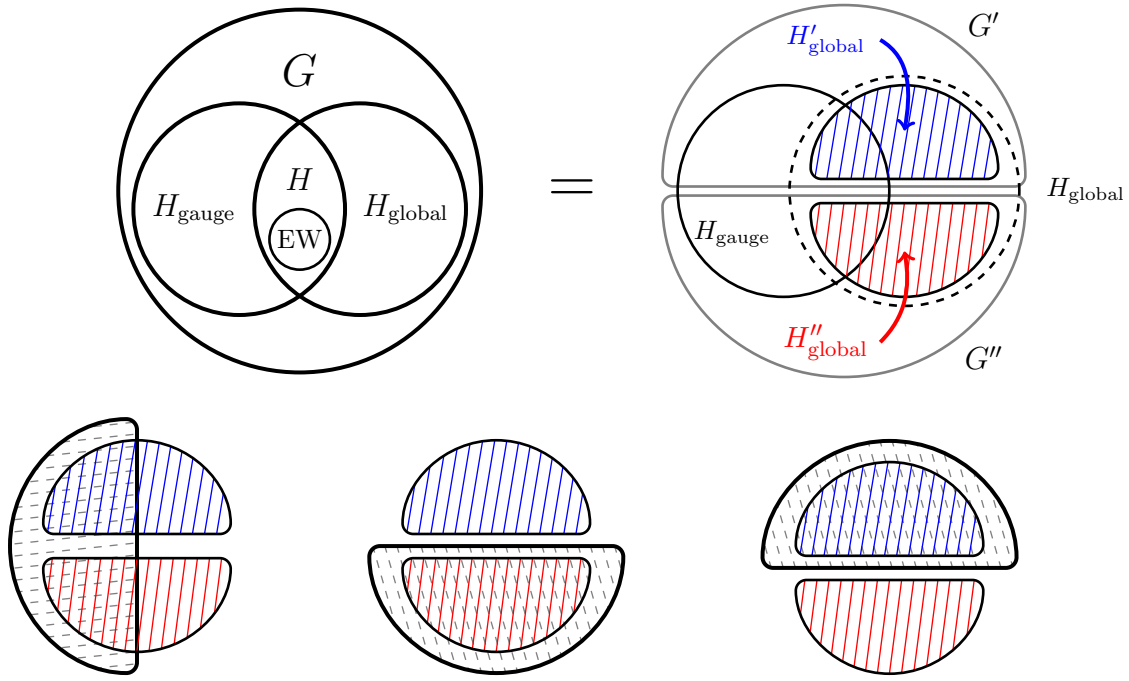 G
H
H_gauge
H_global
EW
=
G′
H′_global
H_global
H_gauge
H″_global
G″